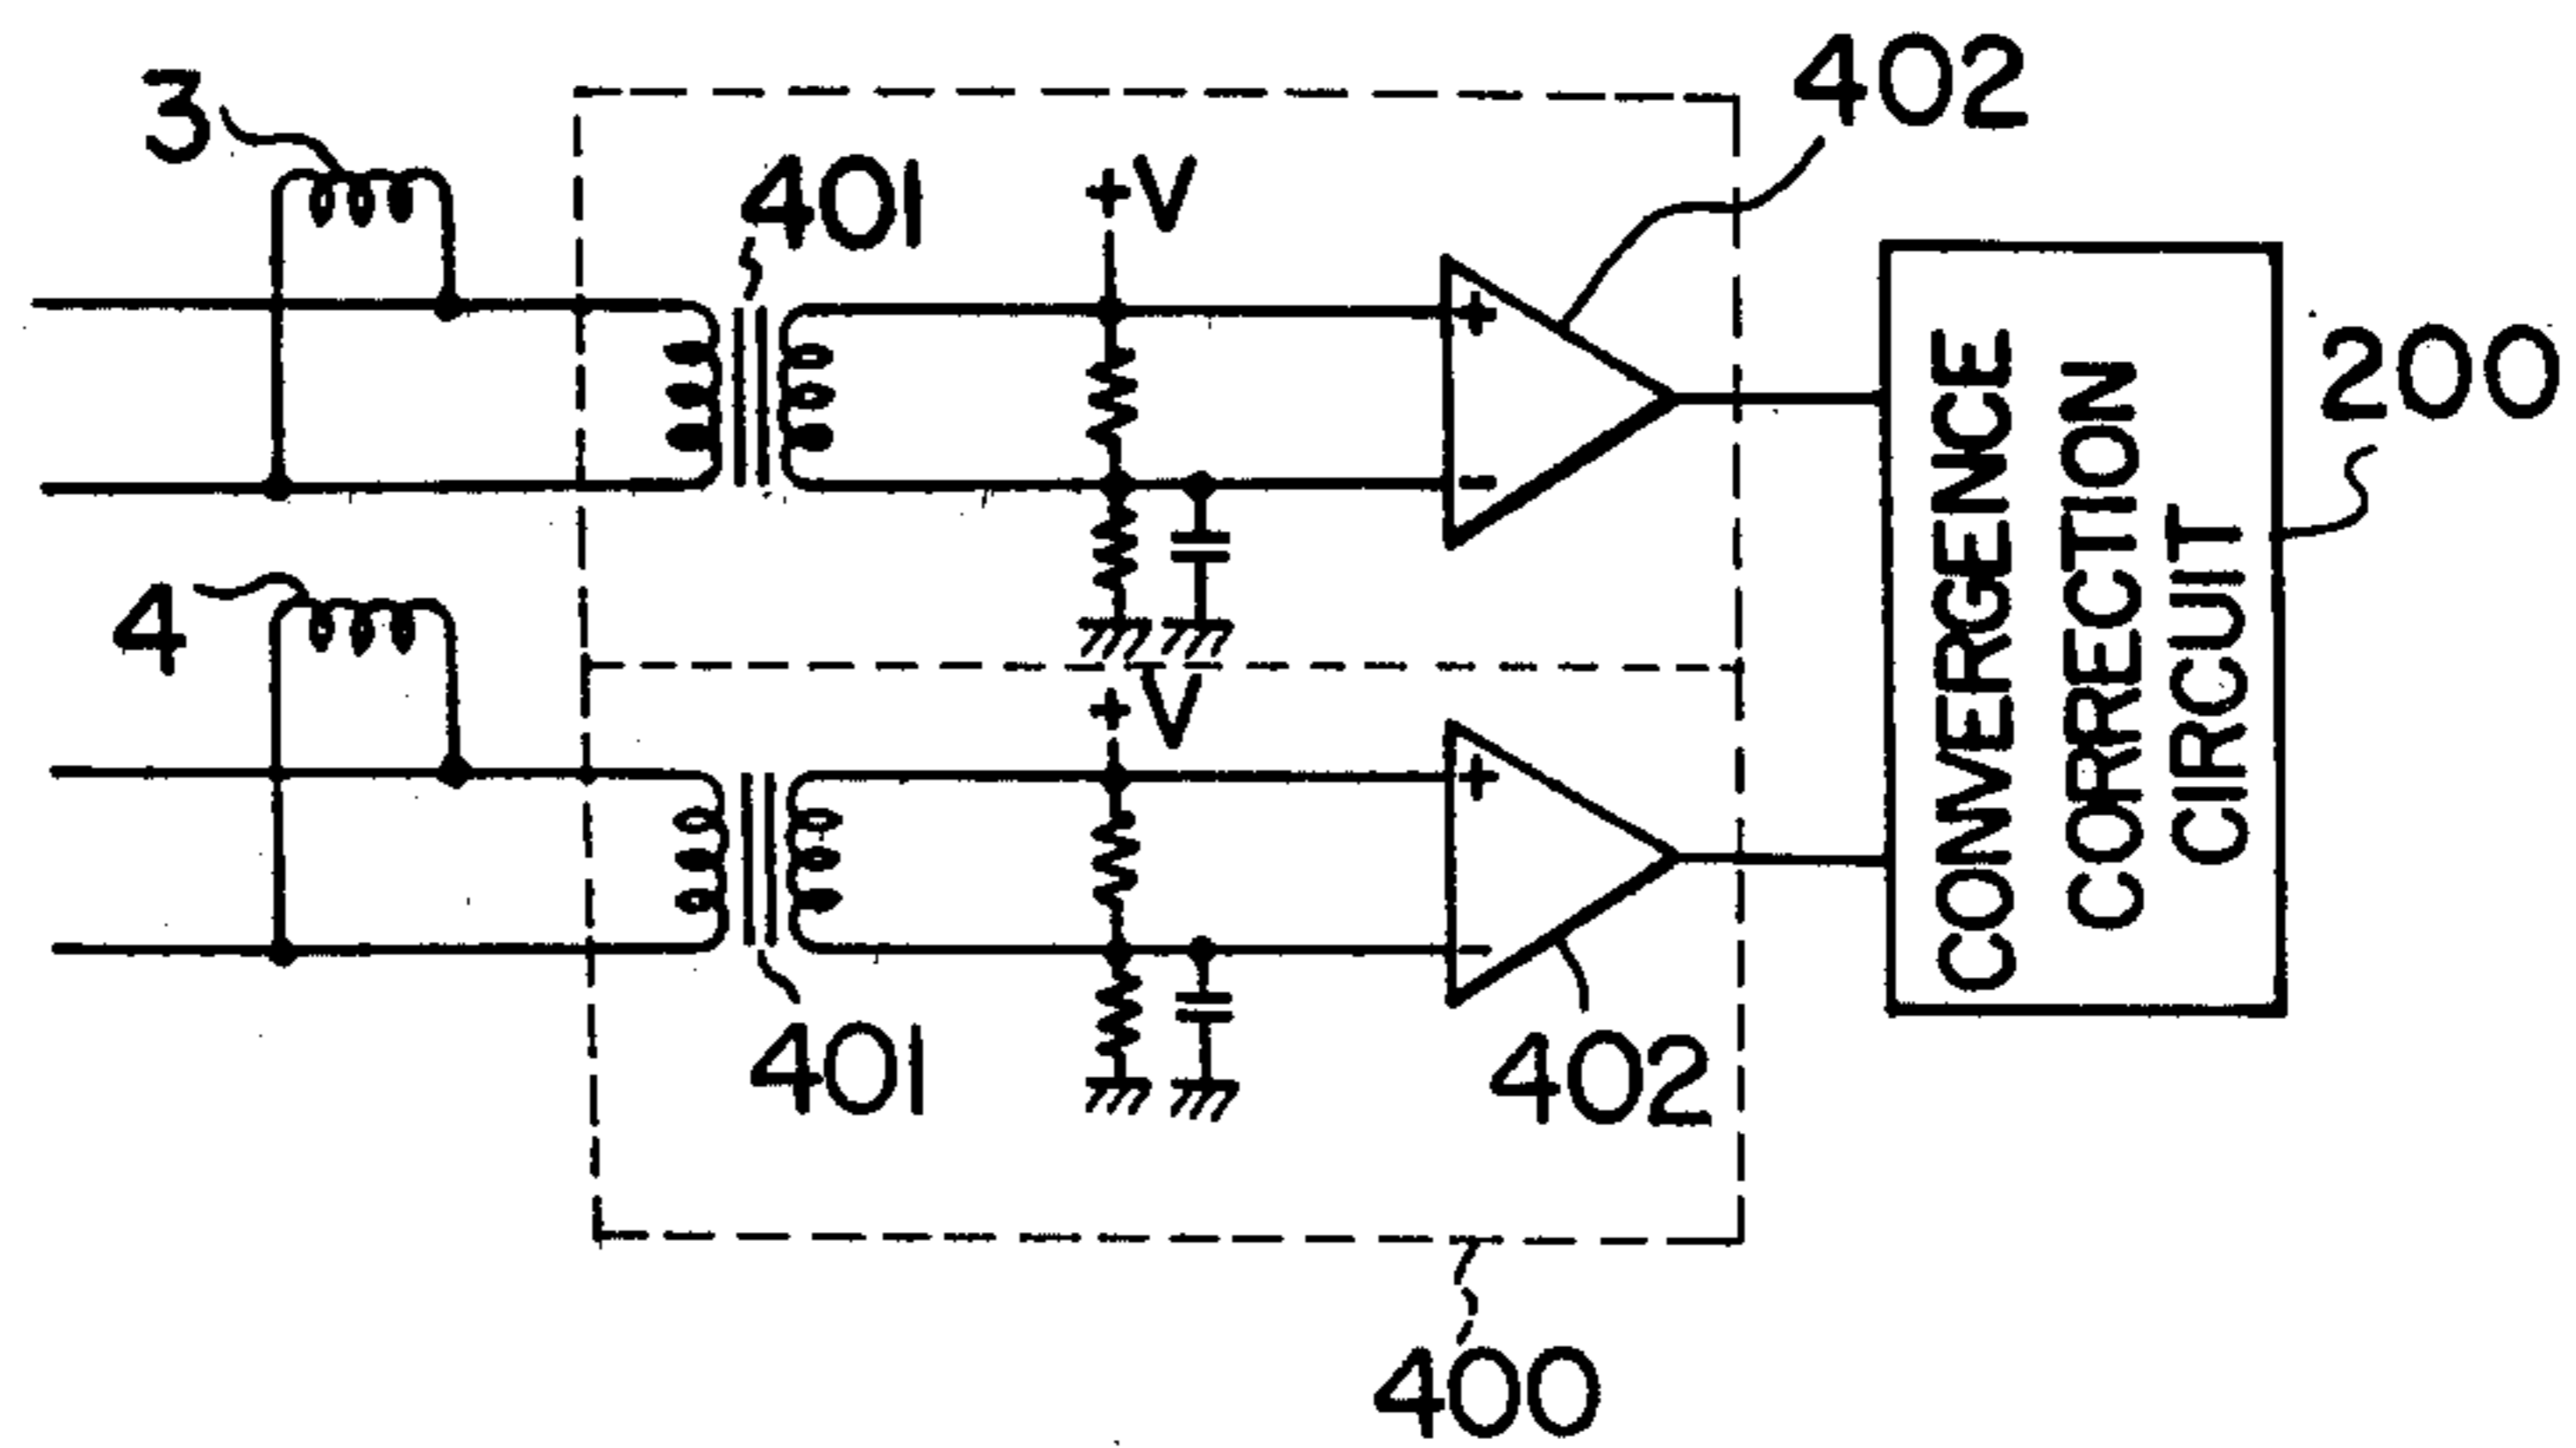 3
402
401
+V
+
-
200
4
CONVERGENCE
CORRECTION
CIRCUIT
+V
+
-
401
402
400